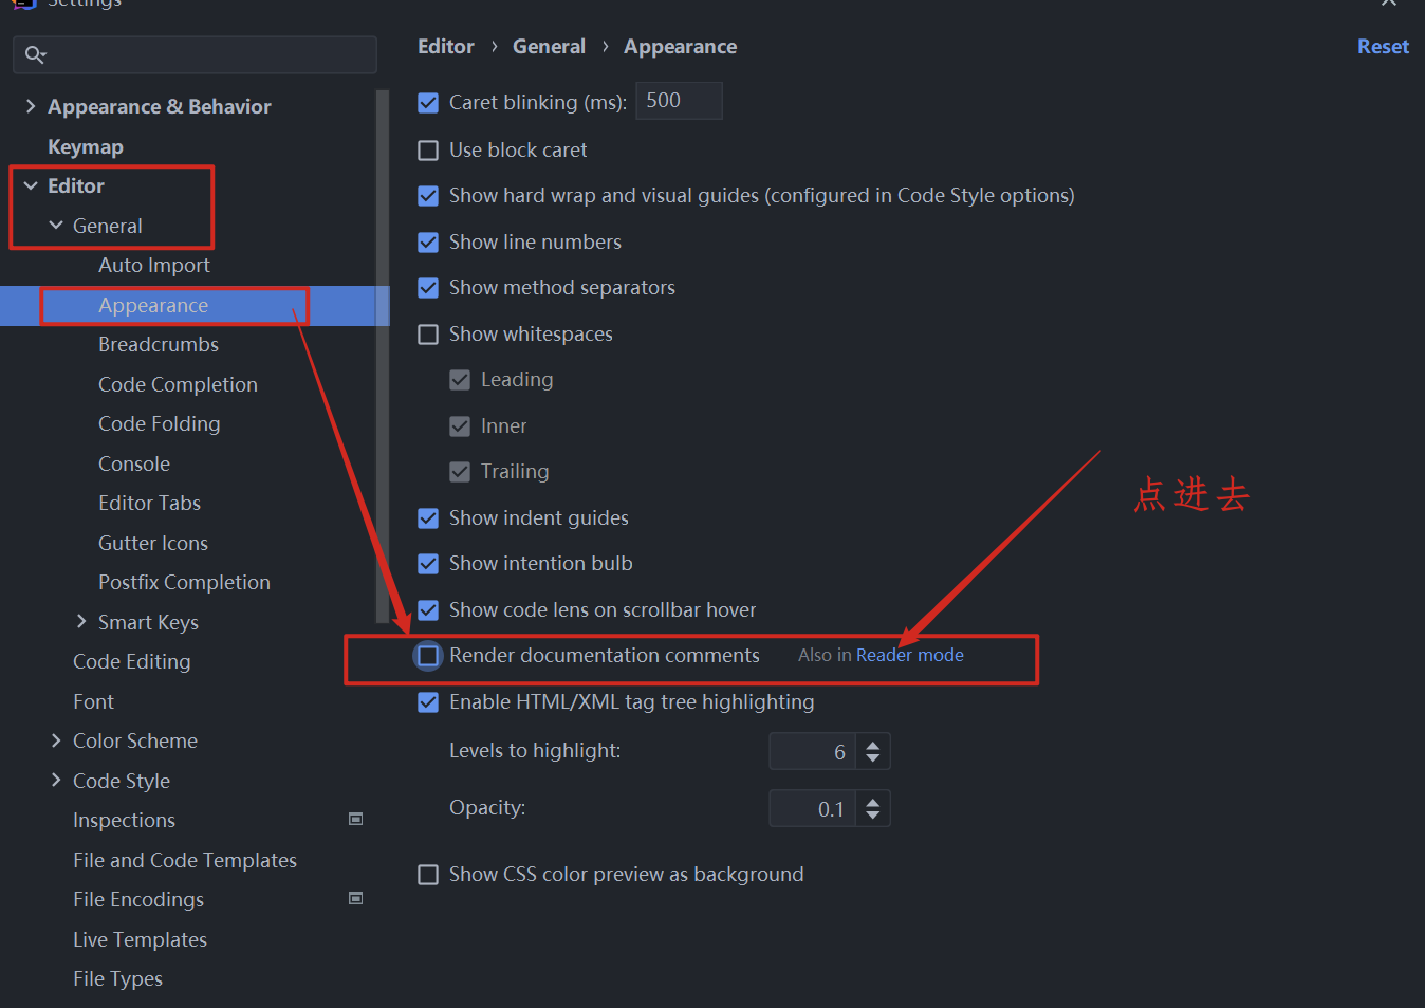 Settings
Editor › General › Appearance
Reset
Appearance & Behavior
Keymap
Editor
General
Auto Import
Appearance
Breadcrumbs
Code Completion
Code Folding
Console
Editor Tabs
Gutter Icons
Postfix Completion
Smart Keys
Code Editing
Font
Color Scheme
Code Style
Inspections
File and Code Templates
File Encodings
Live Templates
File Types
Caret blinking (ms): 500
Use block caret
Show hard wrap and visual guides (configured in Code Style options)
Show line numbers
Show method separators
Show whitespaces
Leading
Inner
Trailing
Show indent guides
Show intention bulb
Show code lens on scrollbar hover
Render documentation comments Also in Reader mode
Enable HTML/XML tag tree highlighting
Levels to highlight: 6
Opacity: 0.1
Show CSS color preview as background
点进去